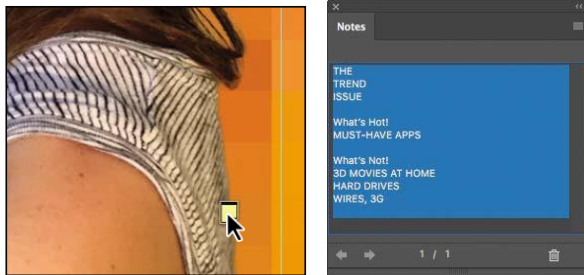 Notes
THE
TREND
ISSUE
What's Hot!
MUST-HAVE APPS
What's Not!
3D MOVIES AT HOME
HARD DRIVES
WIRES, 3G
1 / 1